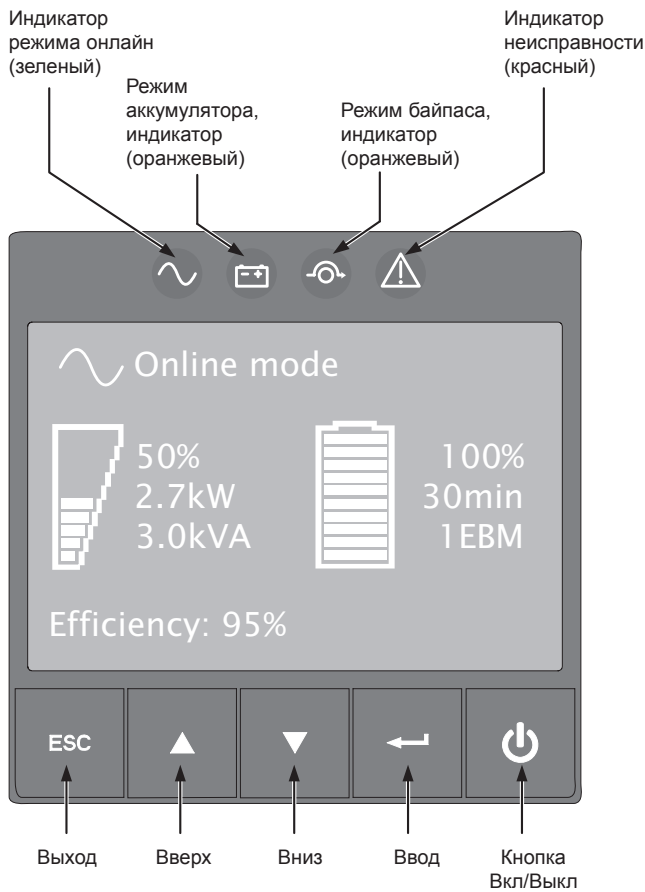 Индикатор
режима онлайн
(зеленый)
Режим
аккумулятора,
индикатор
(оранжевый)
Режим байпаса,
индикатор
(оранжевый)
Индикатор
неисправности
(красный)
Online mode
50%
2.7kW
3.0kVA
100%
30min
1EBM
Efficiency: 95%
ESC
Выход
Вверх
Вниз
Ввод
Кнопка
Вкл/Выкл